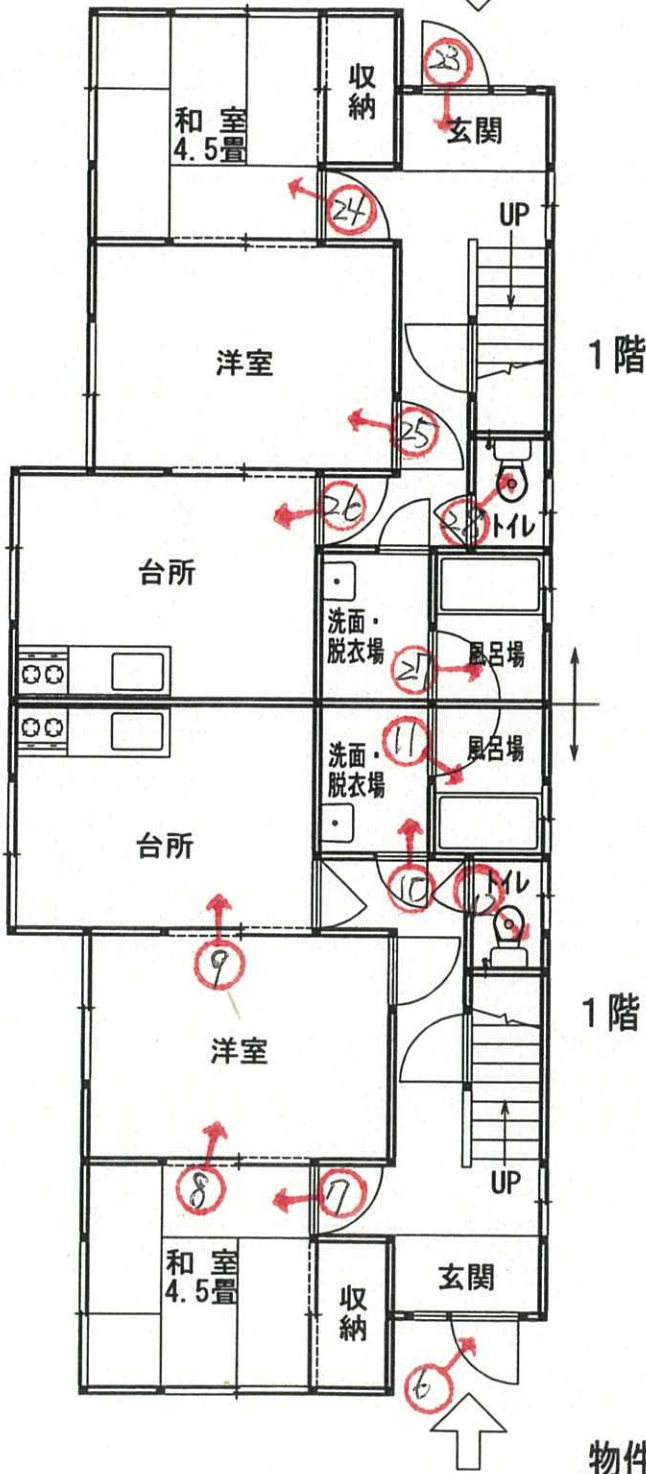 23
収納
和室
4.5畳
玄関
24
UP
洋室
1階
25
26
28
トイレ
台所
洗面・
脱衣場
27
風呂場
11
洗面・
脱衣場
風呂場
台所
10
12
トイレ
9
洋室
1階
8
7
UP
和室
4.5畳
収納
玄関
6
物件